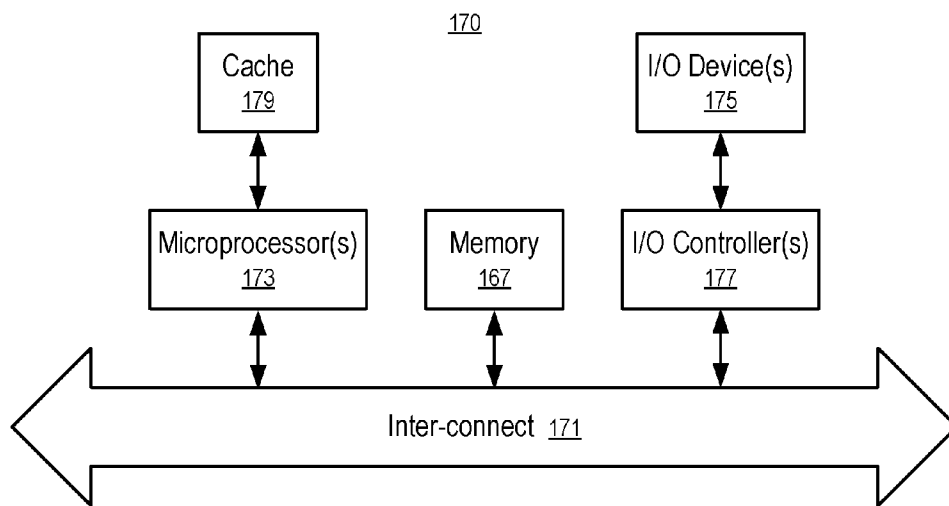 170
Cache
179
I/O Device(s)
175
Microprocessor(s)
173
Memory
167
I/O Controller(s)
177
Inter-connect 171